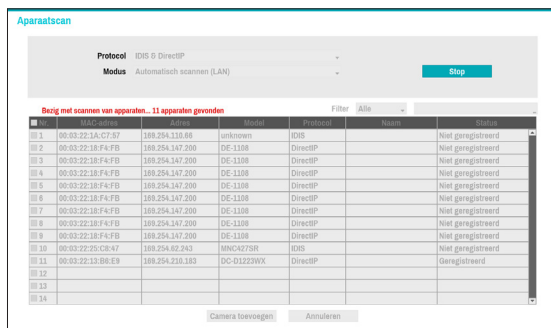 Aparaatscan
Protocol IDIS & DirectIP
Modus Automatisch scannen (LAN)
Stop
Bezig met scannen van apparaten... 11 apparaten gevonden
Filter Alle
Nr. MAC-adres Adres Model Protocol Naam Status
1 00:03:22:1A:C7:57 169.254.110.66 unknown IDIS Niet geregistreerd
2 00:03:22:18:F4:FB 169.254.147.200 DE-1108 DirectIP Niet geregistreerd
3 00:03:22:18:F4:FB 169.254.147.200 DE-1108 DirectIP Niet geregistreerd
4 00:03:22:18:F4:FB 169.254.147.200 DE-1108 DirectIP Niet geregistreerd
5 00:03:22:18:F4:FB 169.254.147.200 DE-1108 DirectIP Niet geregistreerd
6 00:03:22:18:F4:FB 169.254.147.200 DE-1108 DirectIP Niet geregistreerd
7 00:03:22:18:F4:FB 169.254.147.200 DE-1108 DirectIP Niet geregistreerd
8 00:03:22:18:F4:FB 169.254.147.200 DE-1108 DirectIP Niet geregistreerd
9 00:03:22:18:F4:FB 169.254.147.200 DE-1108 DirectIP Niet geregistreerd
10 00:03:22:25:C8:47 169.254.62.243 MNC427SR IDIS Niet geregistreerd
11 00:03:22:13:B6:E9 169.254.210.183 DC-D1223WX DirectIP Geregistreerd
12
13
14
Camera toevoegen Annuleren